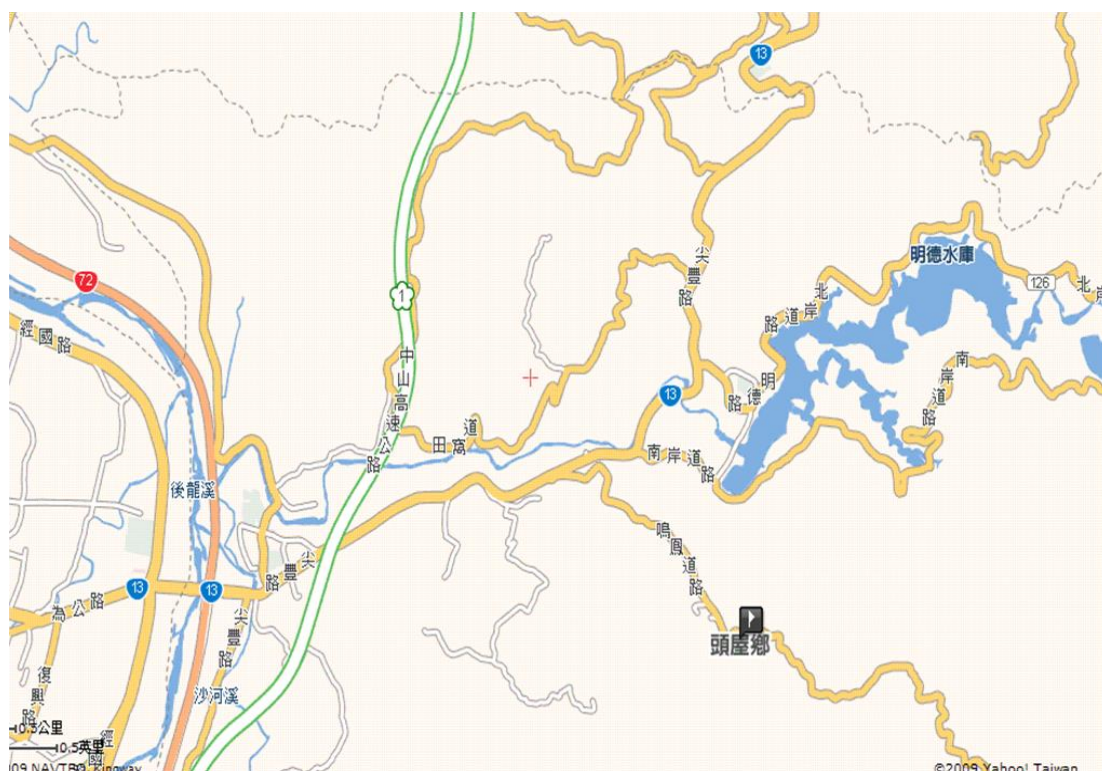 13
72
1
經國路
中山高速公路
尖豐路
明德水庫
126
北
北岸道路
南岸道路
明德路
13
田窩道
南岸道路
後龍溪
鳴鳳道路
尖豐路
13
13
為公路
尖豐路
頭屋鄉
復興路
沙河溪
0.5公里
0.5英里
經國
©2009 Yahoo! Taiwan